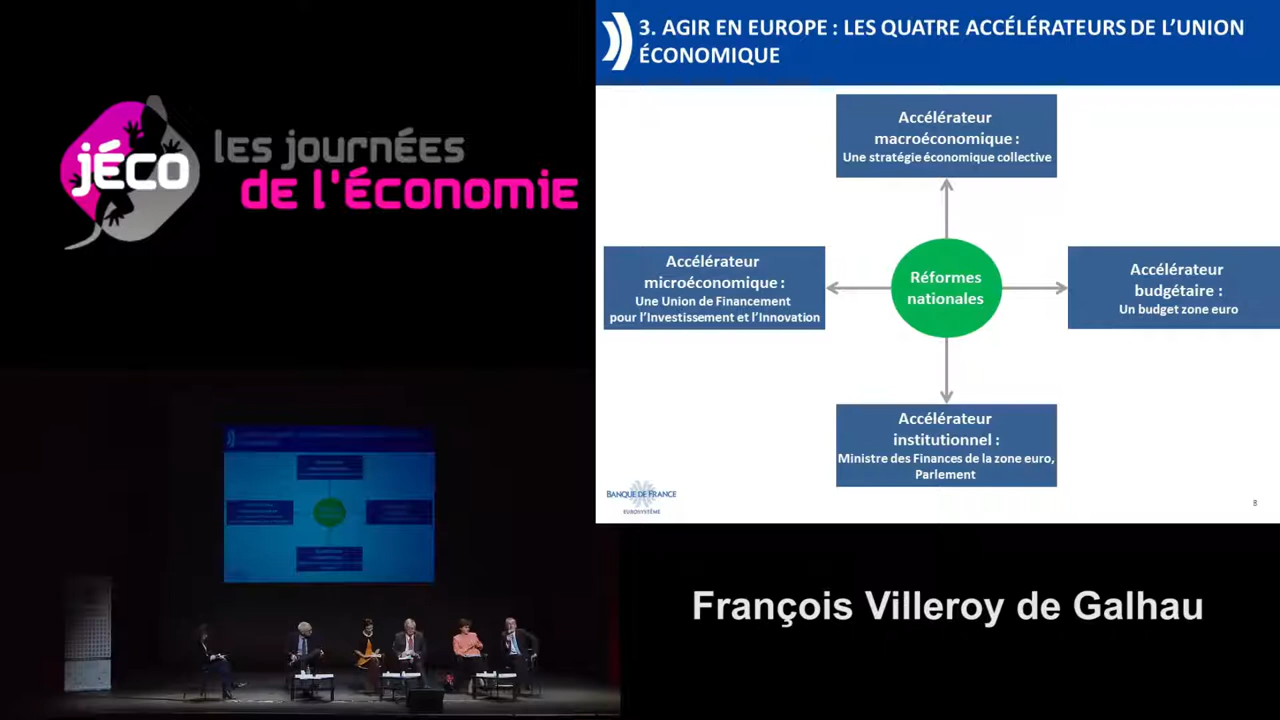 jéco
les journées
de l'économie
3. AGIR EN EUROPE : LES QUATRE ACCÉLÉRATEURS DE L’UNION
ÉCONOMIQUE
Accélérateur
macroéconomique :
Une stratégie économique collective
Accélérateur
microéconomique :
Une Union de Financement
pour l’Investissement et l’Innovation
Réformes
nationales
Accélérateur
budgétaire :
Un budget zone euro
Accélérateur
institutionnel :
Ministre des Finances de la zone euro,
Parlement
BANQUE DE FRANCE
EUROSYSTÈME
8
François Villeroy de Galhau